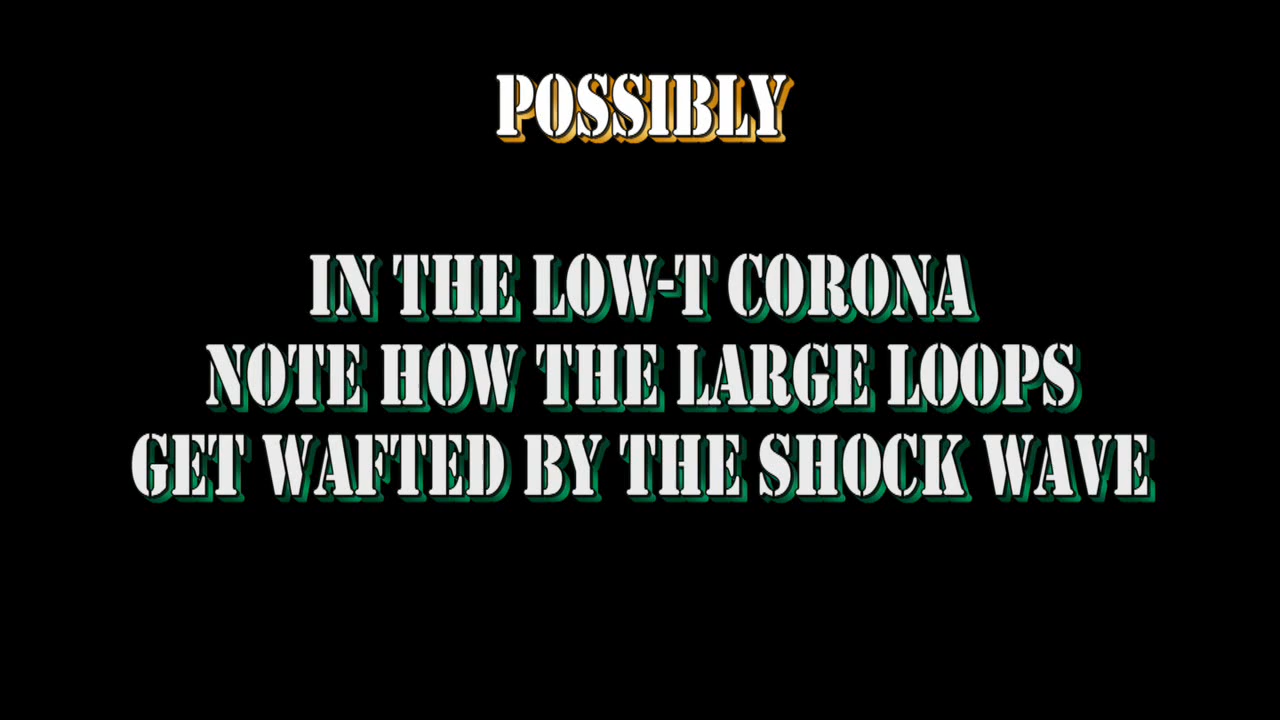 POSSIBLY
IN THE LOW-T CORONA
NOTE HOW THE LARGE LOOPS
GET WAFTED BY THE SHOCK WAVE